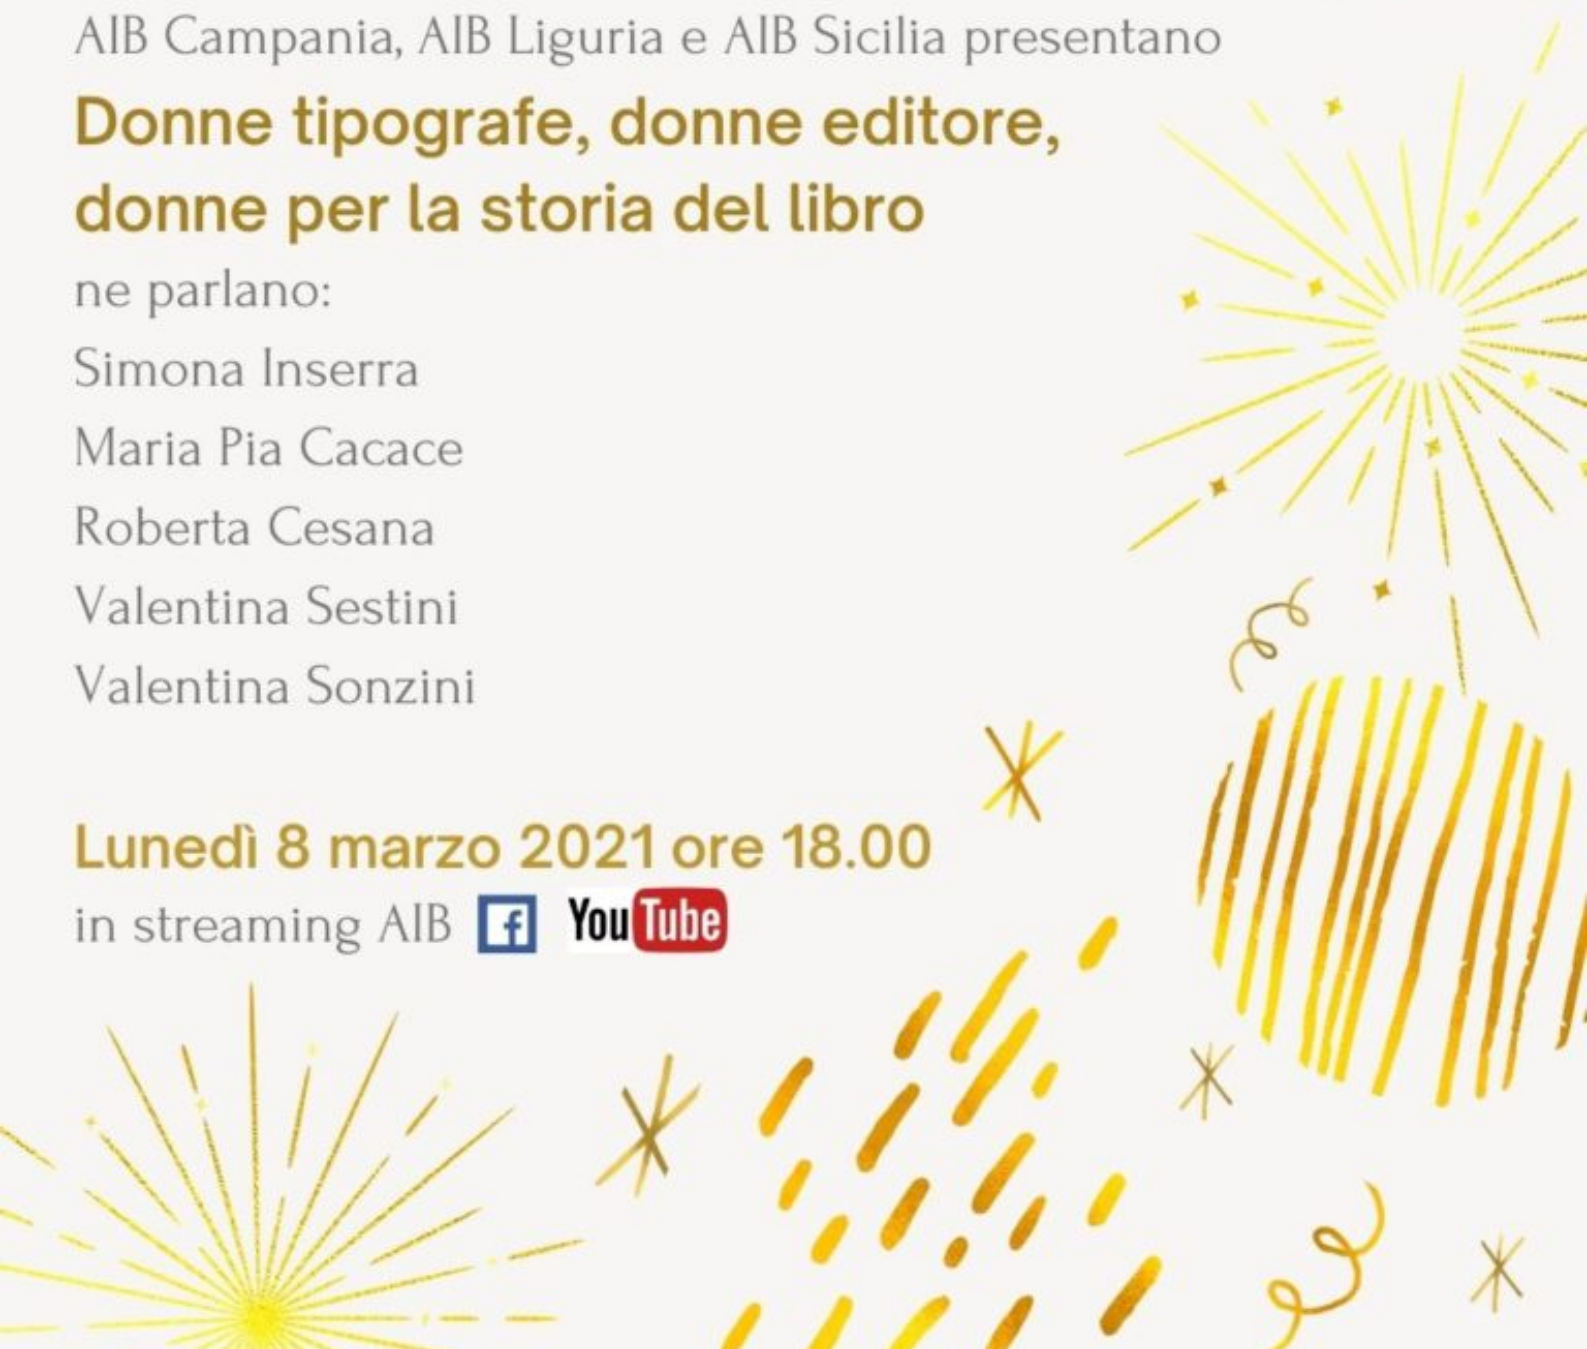 AIB Campania, AIB Liguria e AIB Sicilia presentano
Donne tipografe, donne editore,
donne per la storia del libro
ne parlano:
Simona Inserra
Maria Pia Cacace
Roberta Cesana
Valentina Sestini
Valentina Sonzini
Lunedì 8 marzo 2021 ore 18.00
in streaming AIB f YouTube